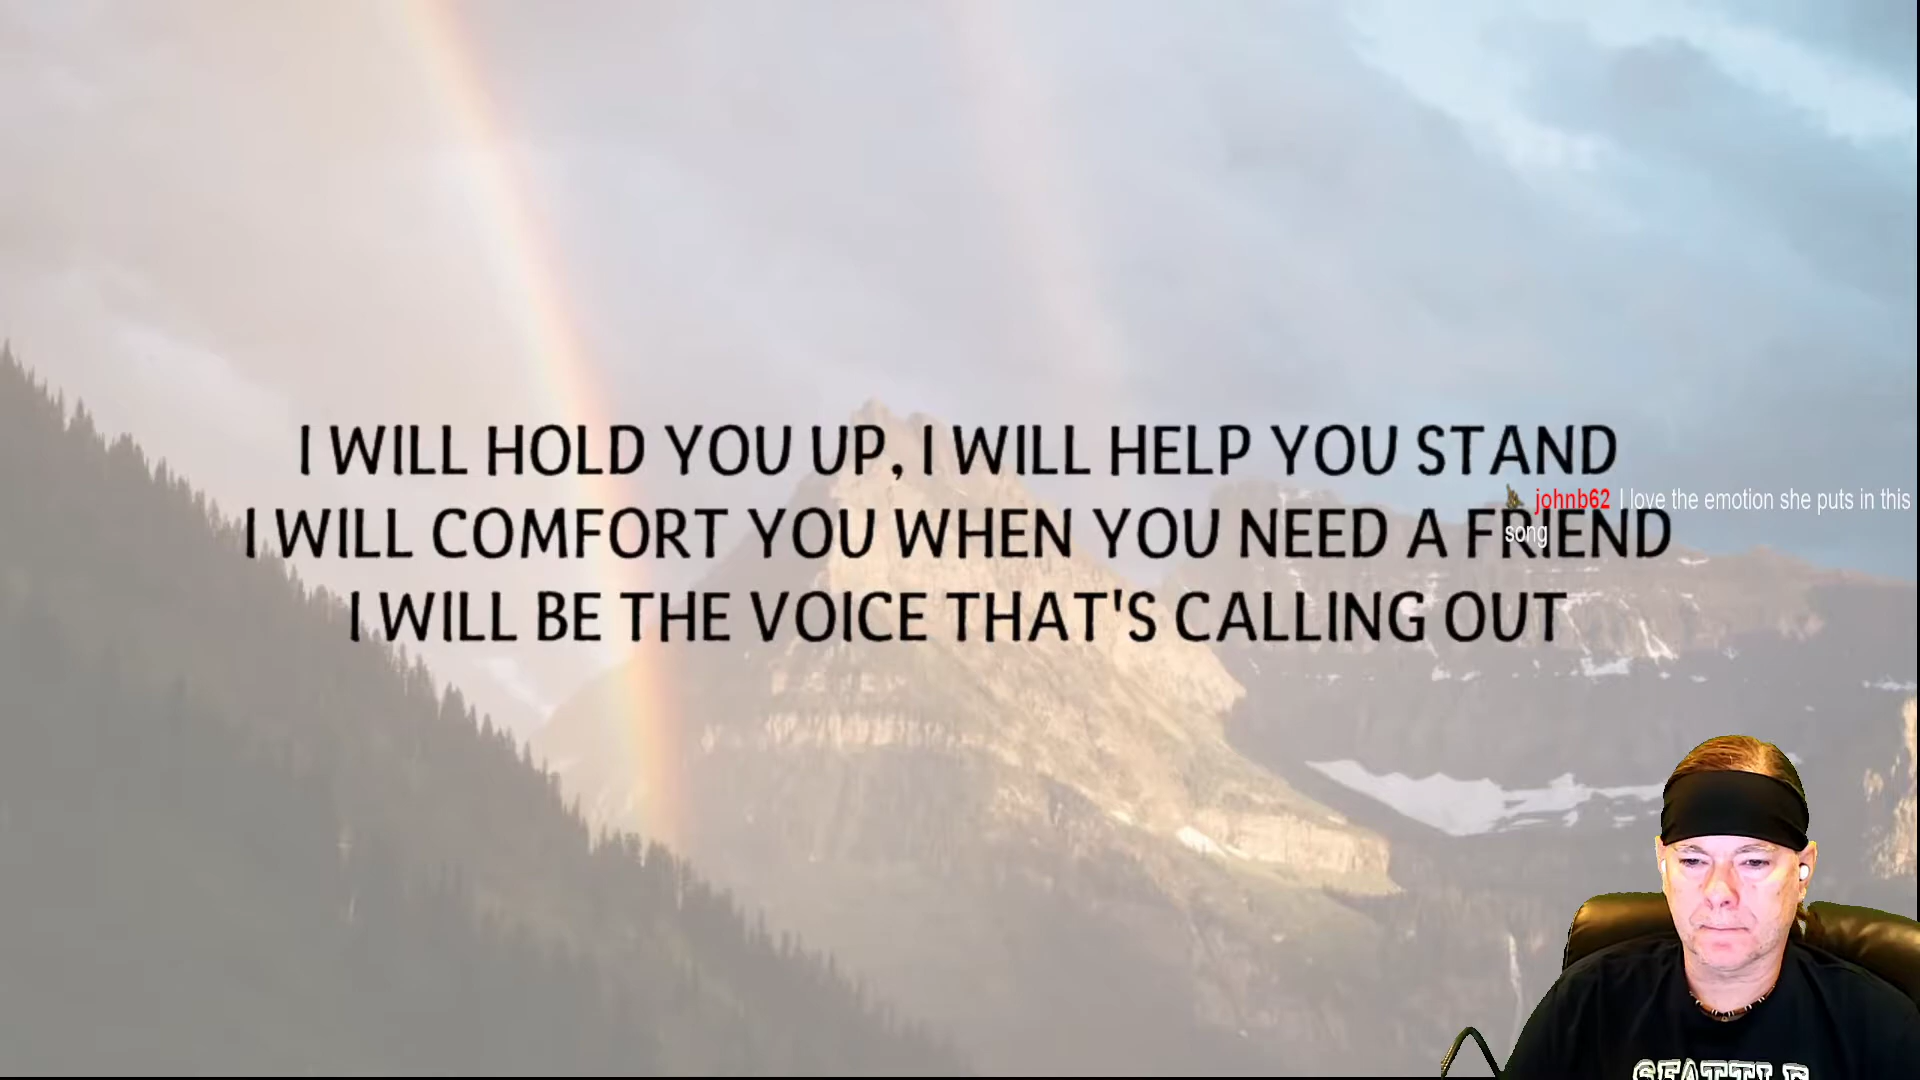 I WILL HOLD YOU UP, I WILL HELP YOU STAND
johnb62 I love the emotion she puts in this
song
I WILL COMFORT YOU WHEN YOU NEED A FRIEND
I WILL BE THE VOICE THAT'S CALLING OUT
SEATTLE